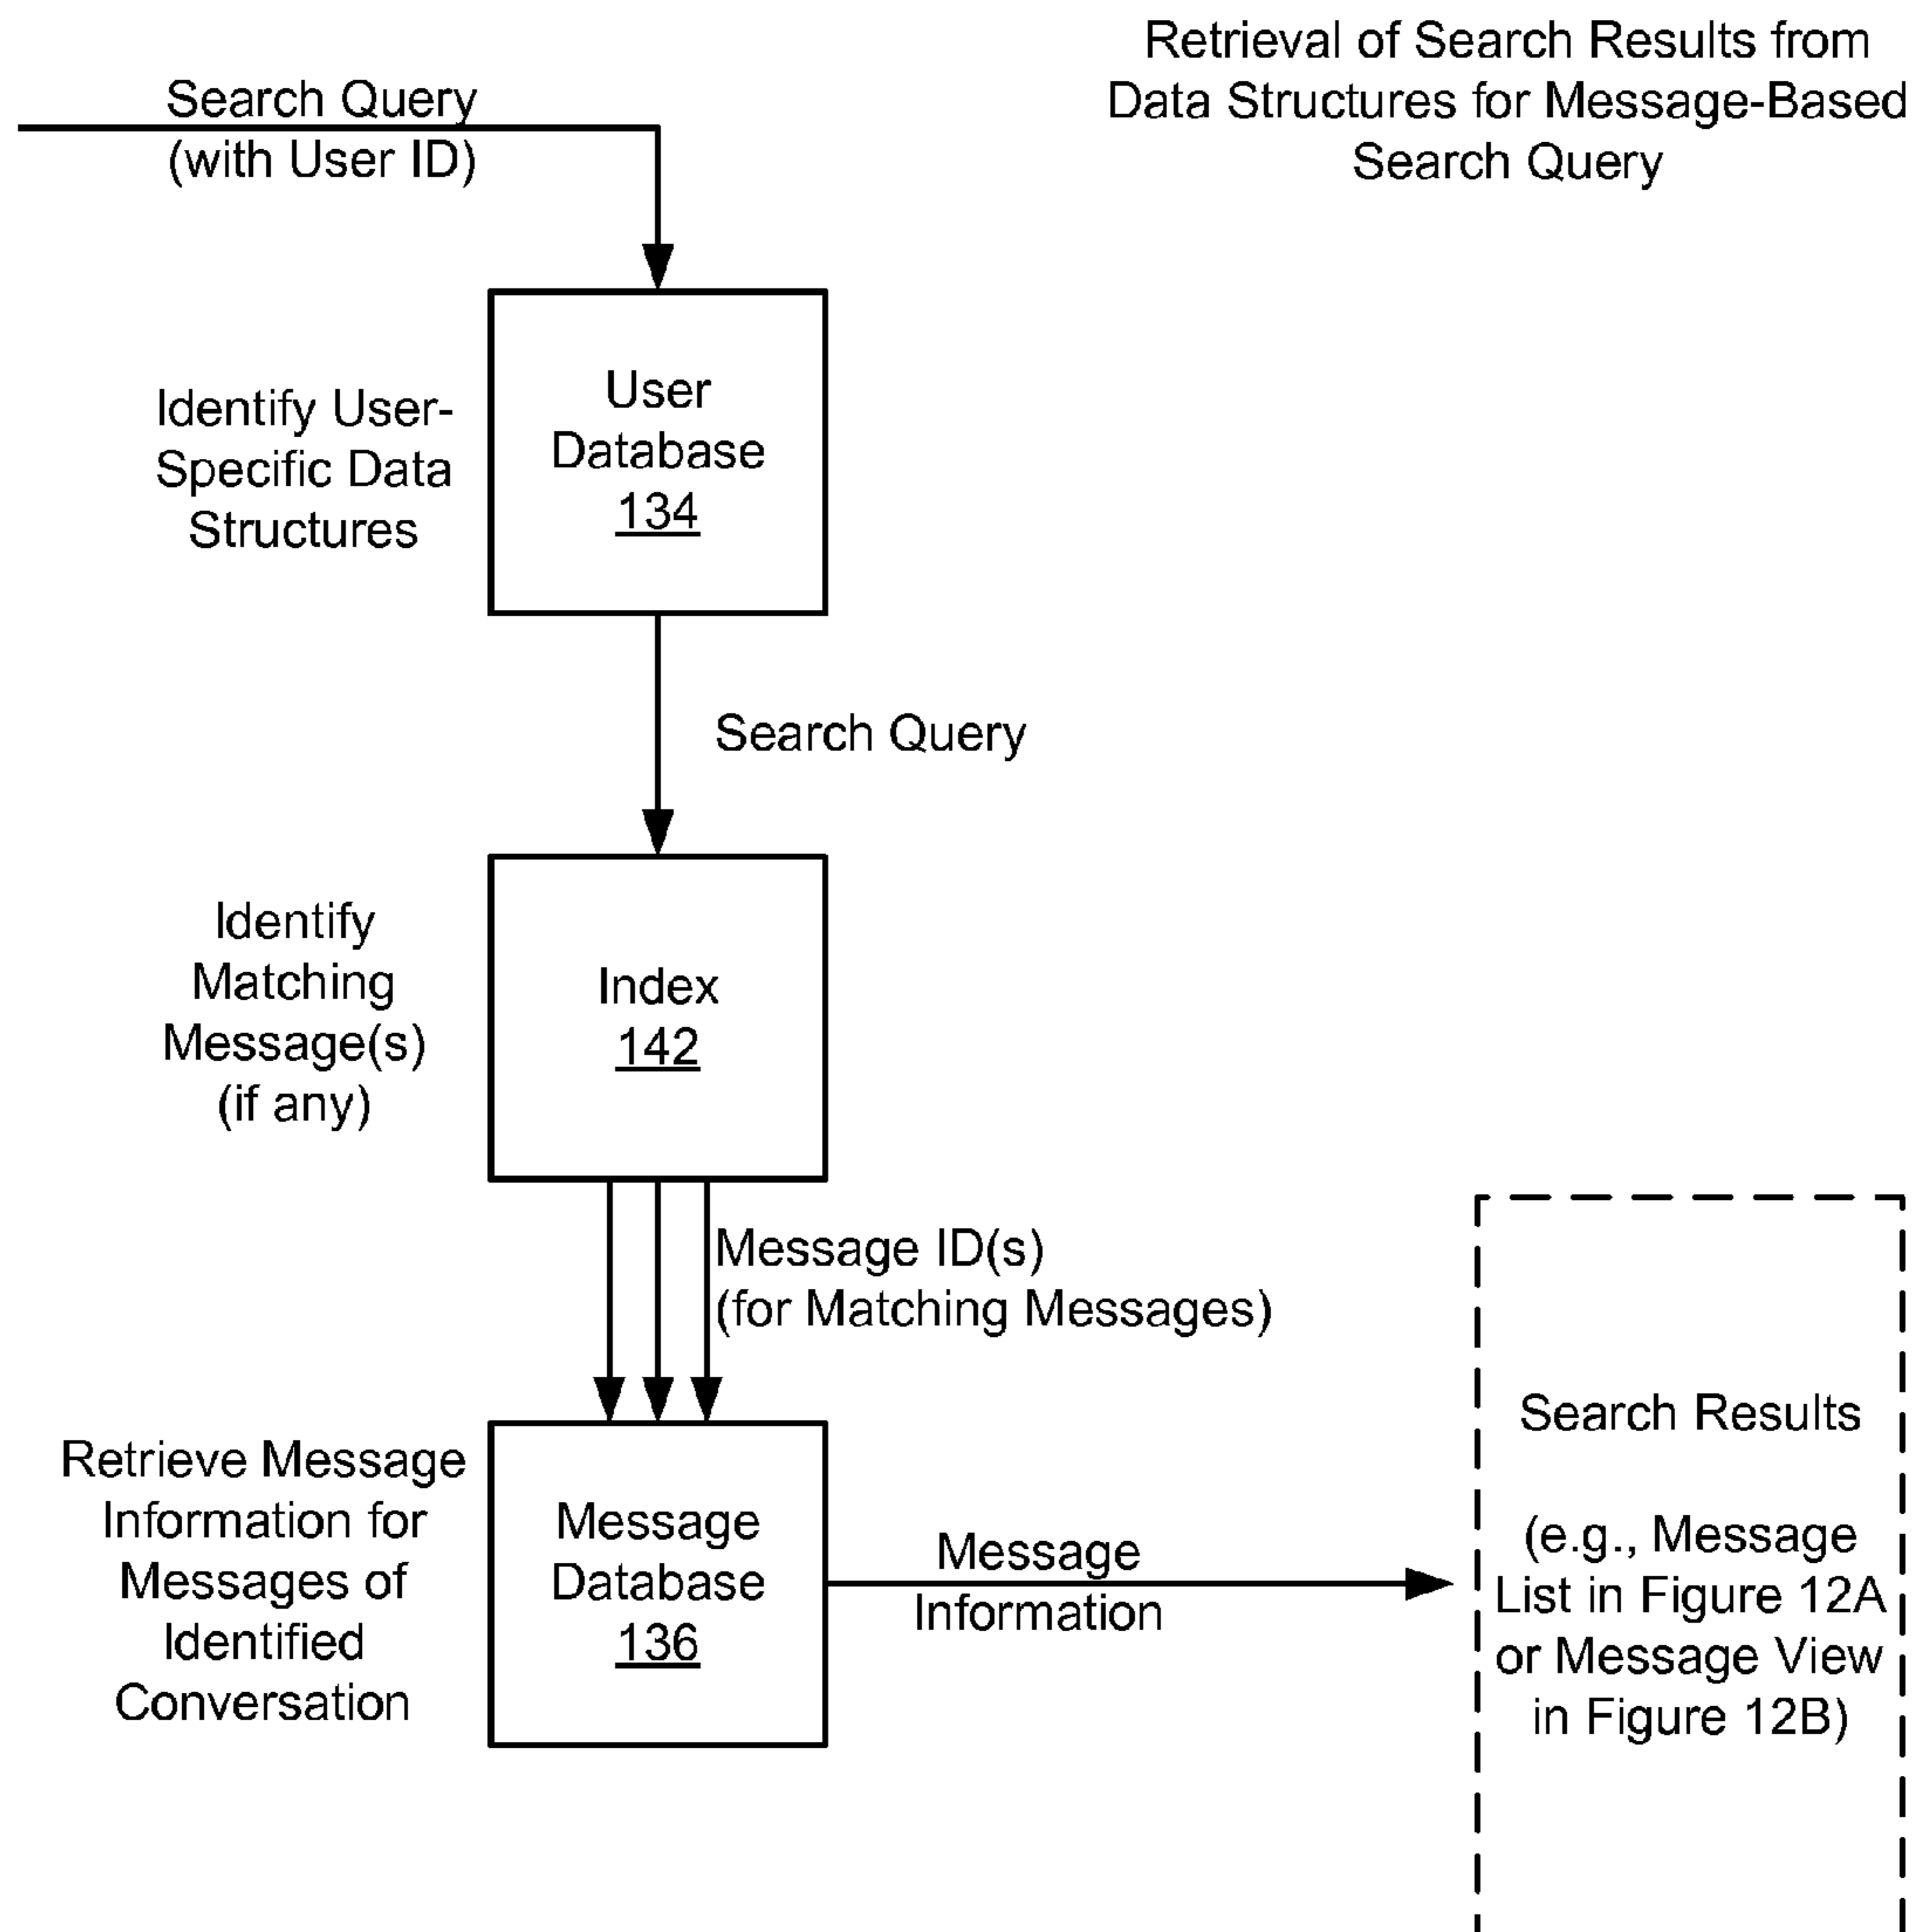 Retrieval of Search Results from
Data Structures for Message-Based
Search Query
Search Query
(with User ID)
Identify User-
Specific Data
Structures
User
Database
134
Search Query
Identify
Matching
Message(s)
(if any)
Index
142
Message ID(s)
(for Matching Messages)
Retrieve Message
Information for
Messages of
Identified
Conversation
Message
Database
136
Message
Information
Search Results
(e.g., Message
List in Figure 12A
or Message View
in Figure 12B)